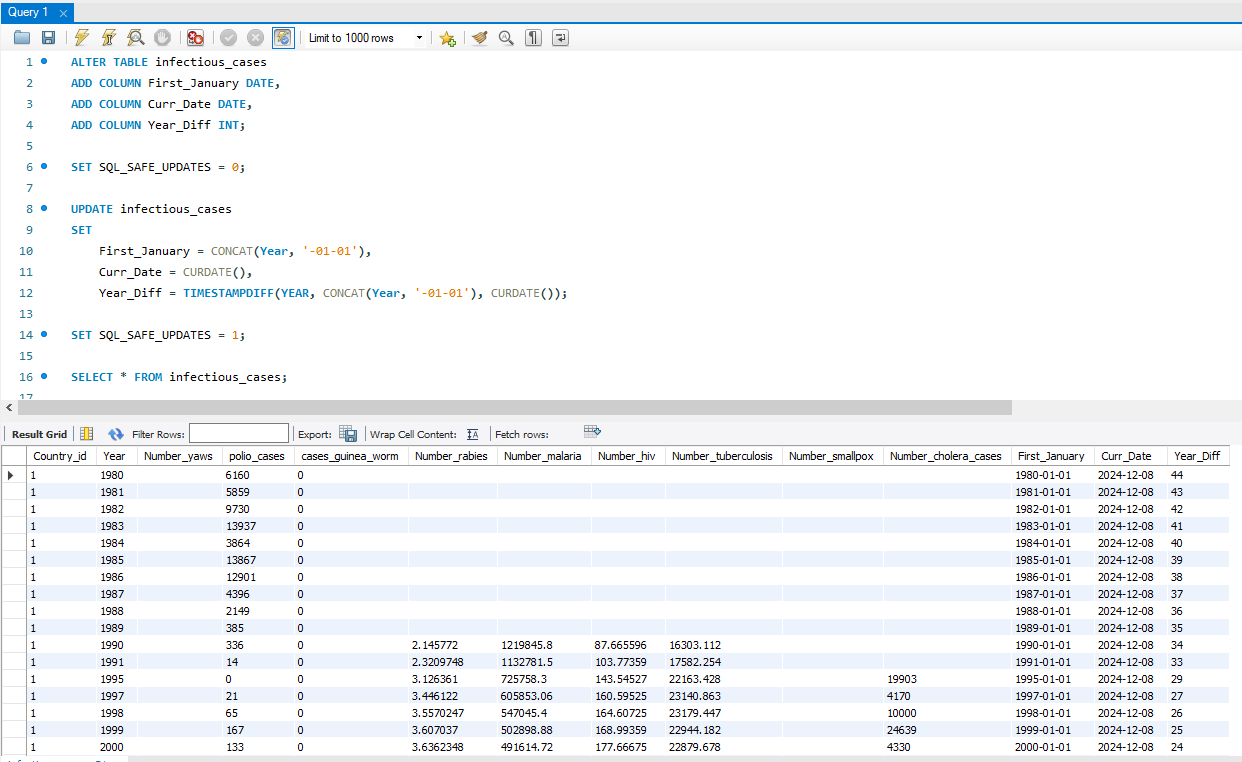 Query 1
Limit to 1000 rows
1 ALTER TABLE infectious_cases
2 ADD COLUMN First_January DATE,
3 ADD COLUMN Curr_Date DATE,
4 ADD COLUMN Year_Diff INT;
5
6 SET SQL_SAFE_UPDATES = 0;
7
8 UPDATE infectious_cases
9 SET
10 First_January = CONCAT(Year, '-01-01'),
11 Curr_Date = CURDATE(),
12 Year_Diff = TIMESTAMPDIFF(YEAR, CONCAT(Year, '-01-01'), CURDATE());
13
14 SET SQL_SAFE_UPDATES = 1;
15
16 SELECT * FROM infectious_cases;
17
Result Grid Filter Rows: Export: Wrap Cell Content: Fetch rows:
Country_id Year Number_yaws polio_cases cases_guinea_worm Number_rabies Number_malaria Number_hiv Number_tuberculosis Number_smallpox Number_cholera_cases First_January Curr_Date Year_Diff
1 1980 6160 0 1980-01-01 2024-12-08 44
1 1981 5859 0 1981-01-01 2024-12-08 43
1 1982 9730 0 1982-01-01 2024-12-08 42
1 1983 13937 0 1983-01-01 2024-12-08 41
1 1984 3864 0 1984-01-01 2024-12-08 40
1 1985 13867 0 1985-01-01 2024-12-08 39
1 1986 12901 0 1986-01-01 2024-12-08 38
1 1987 4396 0 1987-01-01 2024-12-08 37
1 1988 2149 0 1988-01-01 2024-12-08 36
1 1989 385 0 1989-01-01 2024-12-08 35
1 1990 336 0 2.145772 1219845.8 87.665596 16303.112 1990-01-01 2024-12-08 34
1 1991 14 0 2.3209748 1132781.5 103.77359 17582.254 1991-01-01 2024-12-08 33
1 1995 0 0 3.126361 725758.3 143.54527 22163.428 19903 1995-01-01 2024-12-08 29
1 1997 21 0 3.446122 605853.06 160.59525 23140.863 4170 1997-01-01 2024-12-08 27
1 1998 65 0 3.5570247 547045.4 164.60725 23179.447 10000 1998-01-01 2024-12-08 26
1 1999 167 0 3.607037 502898.88 168.99359 22944.182 24639 1999-01-01 2024-12-08 25
1 2000 133 0 3.6362348 491614.72 177.66675 22879.678 4330 2000-01-01 2024-12-08 24